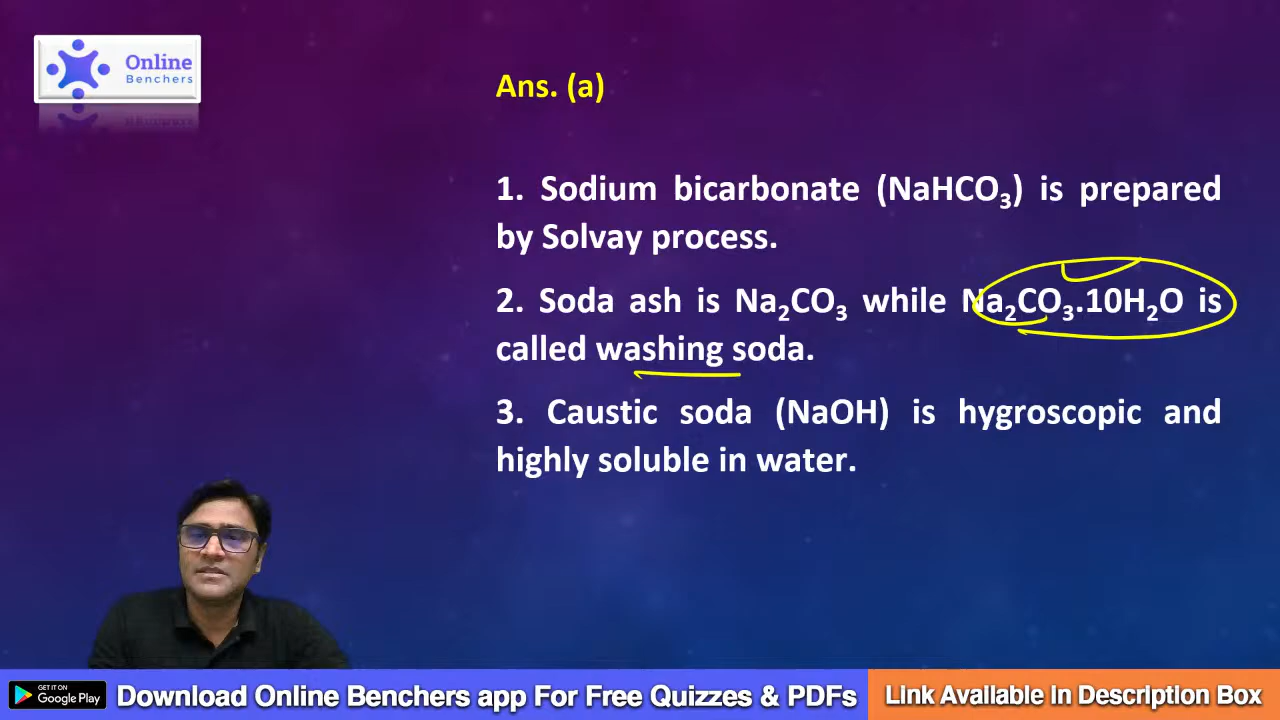 Online
Benchers
Ans. (a)
1. Sodium bicarbonate (NaHCO₃) is prepared
by Solvay process.
2. Soda ash is Na₂CO₃ while Na₂CO₃.10H₂O is
called washing soda.
3. Caustic soda (NaOH) is hygroscopic and
highly soluble in water.
GET IT ON
Google Play
Download Online Benchers app For Free Quizzes & PDFs
Link Available In Description Box